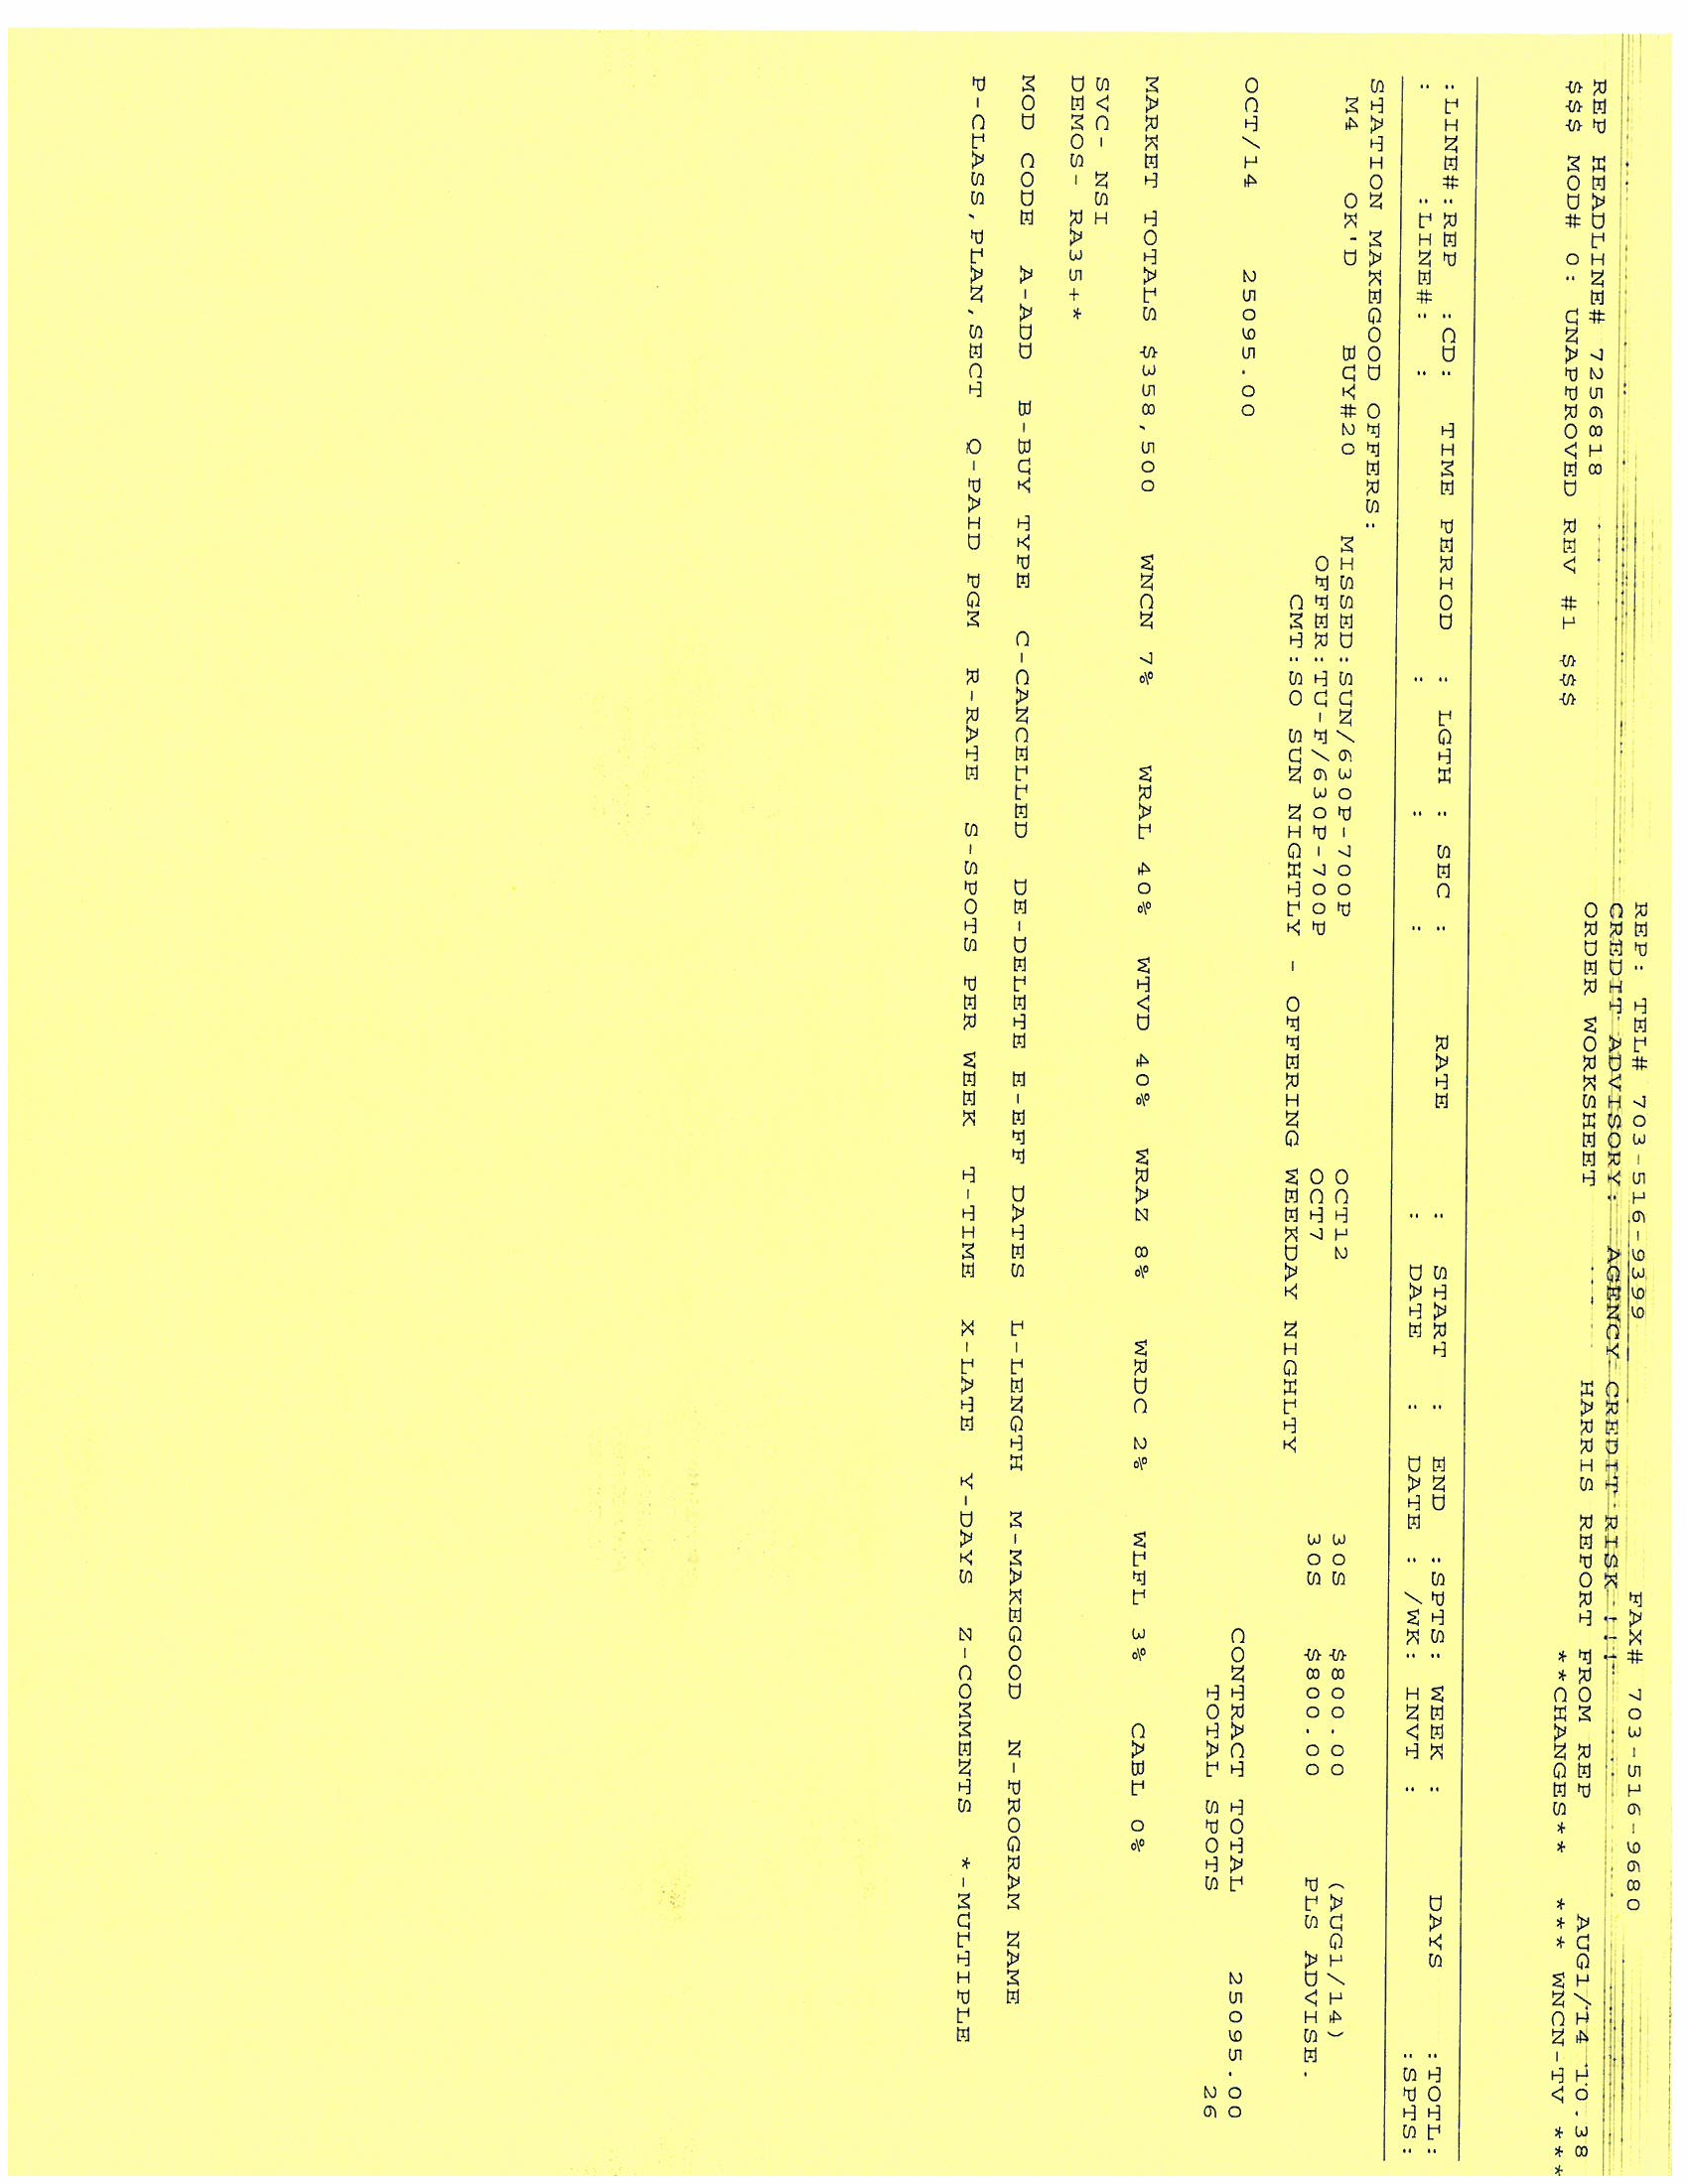 REP: TEL# 703-516-9399 FAX# 703-516-9680
CREDIT ADVISORY: AGENCY CREDIT RISK !!!
REP HEADLINE# 7256818 ORDER WORKSHEET HARRIS REPORT FROM REP AUG1/14 10.38
$$$ MOD# 0: UNAPPROVED REV #1 $$$ **CHANGES** *** WNCN-TV ***
:LINE#:REP :CD: TIME PERIOD : LGTH : SEC : RATE : START : END :SPTS: WEEK : DAYS :TOTL:
: :LINE#: : : : : : DATE : DATE : /WK: INVT : :SPTS:
STATION MAKEGOOD OFFERS:
M4 OK'D BUY#20 MISSED:SUN/630P-700P OCT12 30S $800.00 (AUG1/14)
OFFER:TU-F/630P-700P OCT7 30S $800.00 PLS ADVISE.
CMT:SO SUN NIGHTLY - OFFERING WEEKDAY NIGHLTY
OCT/14 25095.00 CONTRACT TOTAL 25095.00
TOTAL SPOTS 26
MARKET TOTALS $358,500 WNCN 7% WRAL 40% WTVD 40% WRAZ 8% WRDC 2% WLFL 3% CABL 0%
SVC- NSI
DEMOS- RA35+*
MOD CODE A-ADD B-BUY TYPE C-CANCELLED DE-DELETE E-EFF DATES L-LENGTH M-MAKEGOOD N-PROGRAM NAME
P-CLASS,PLAN,SECT Q-PAID PGM R-RATE S-SPOTS PER WEEK T-TIME X-LATE Y-DAYS Z-COMMENTS *-MULTIPLE